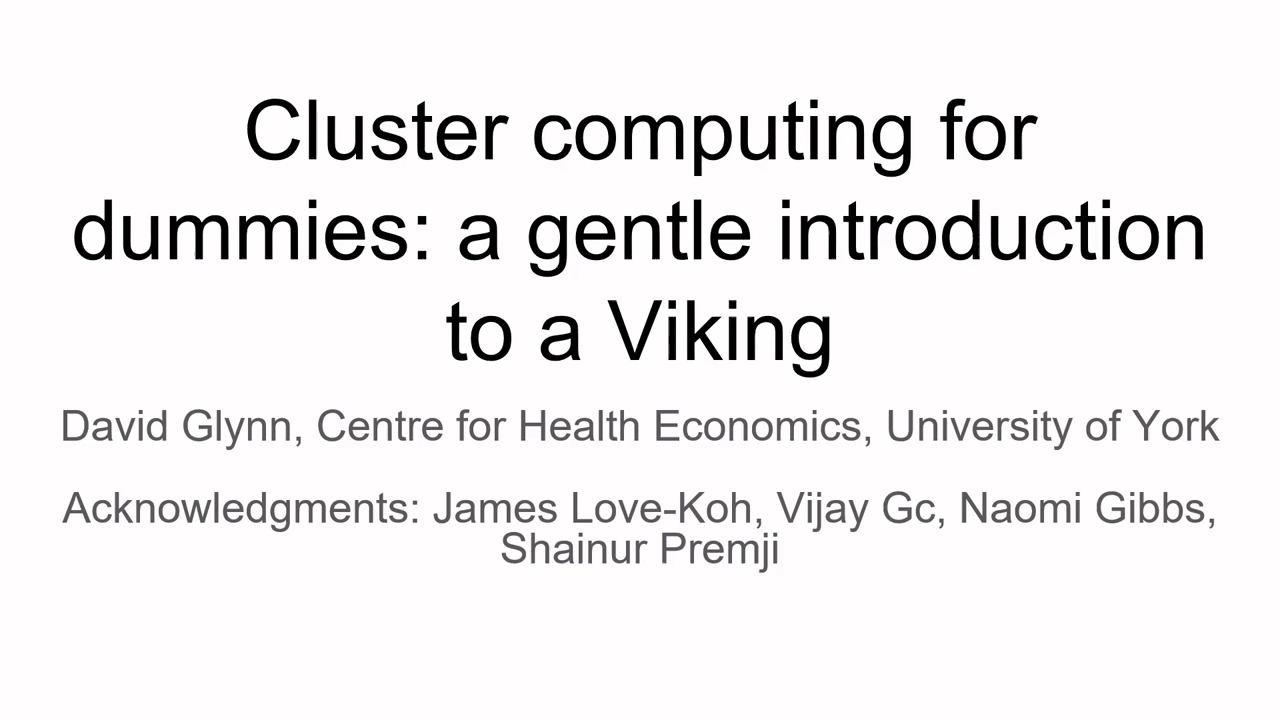 Cluster computing for
dummies: a gentle introduction
to a Viking
David Glynn, Centre for Health Economics, University of York
Acknowledgments: James Love-Koh, Vijay Gc, Naomi Gibbs,
Shainur Premji